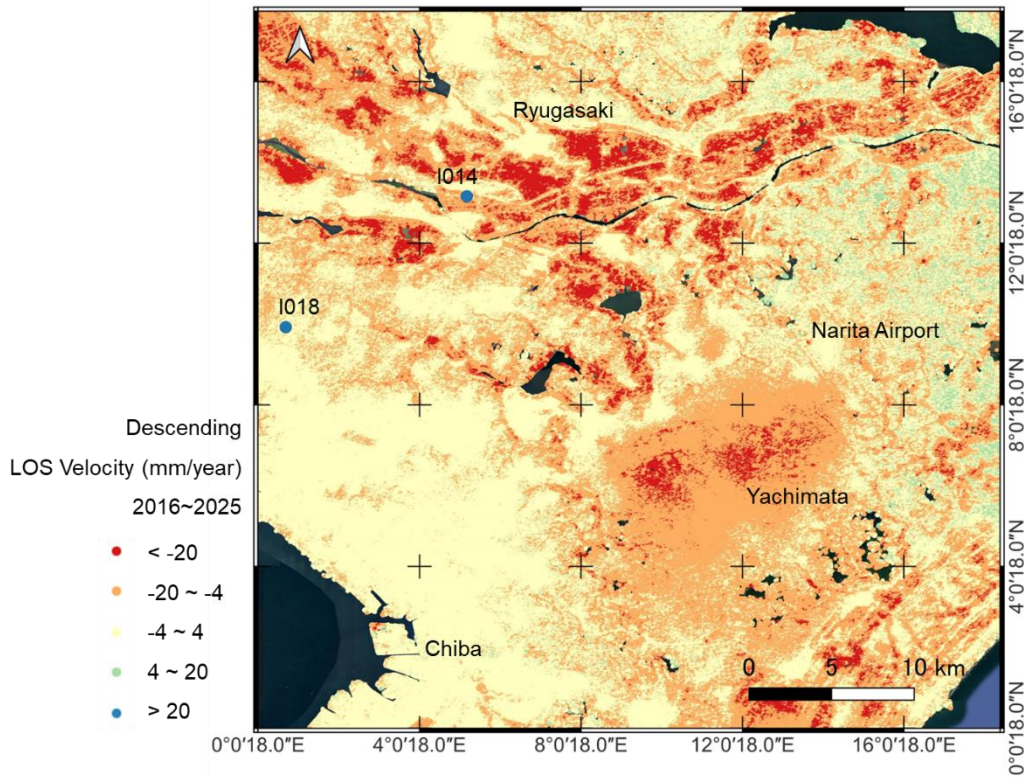 Ryugasaki
I014
I018
Narita Airport
Yachimata
Chiba
0 5 10 km
Descending
LOS Velocity (mm/year)
2016~2025
< -20
-20 ~ -4
-4 ~ 4
4 ~ 20
> 20
16°0'18.0"N
12°0'18.0"N
8°0'18.0"N
4°0'18.0"N
0°0'18.0"N
0°0'18.0"E 4°0'18.0"E 8°0'18.0"E 12°0'18.0"E 16°0'18.0"E